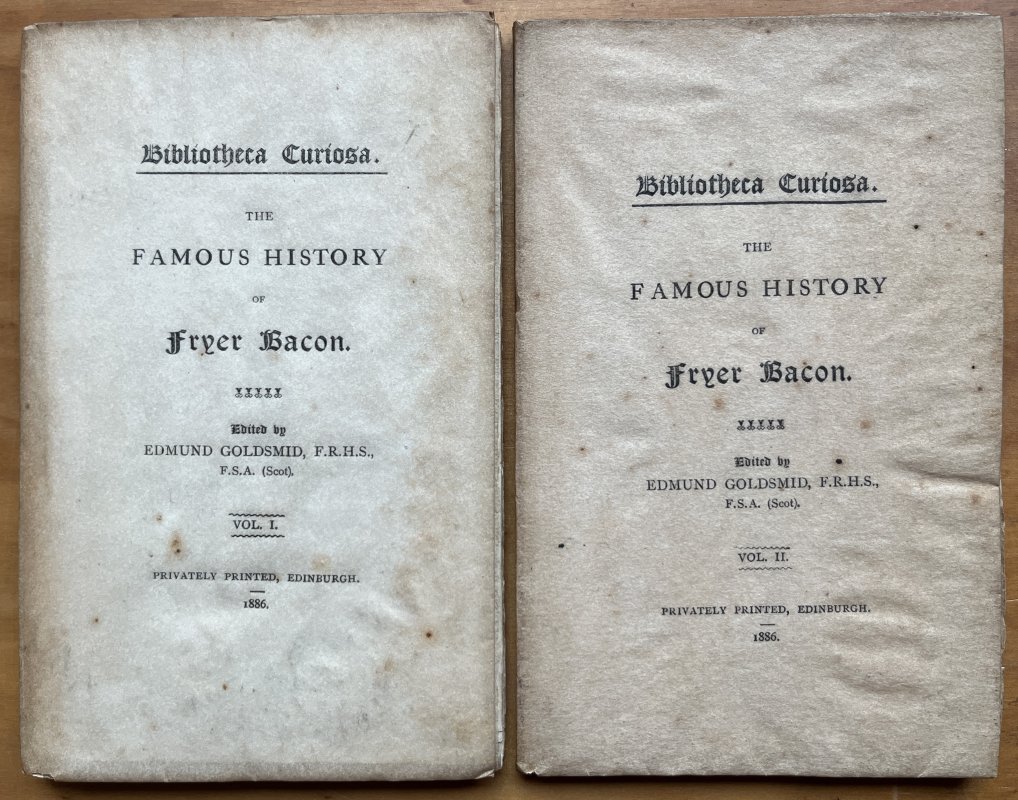 Bibliotheca Curiosa.
THE
FAMOUS HISTORY
OF
Fryer Bacon.
Edited by
EDMUND GOLDSMID, F.R.H.S.,
F.S.A. (Scot).
VOL. I.
PRIVATELY PRINTED, EDINBURGH.
1886.
Bibliotheca Curiosa.
THE
FAMOUS HISTORY
OF
Fryer Bacon.
Edited by
EDMUND GOLDSMID, F.R.H.S.,
F.S.A. (Scot).
VOL. II.
PRIVATELY PRINTED, EDINBURGH.
1886.